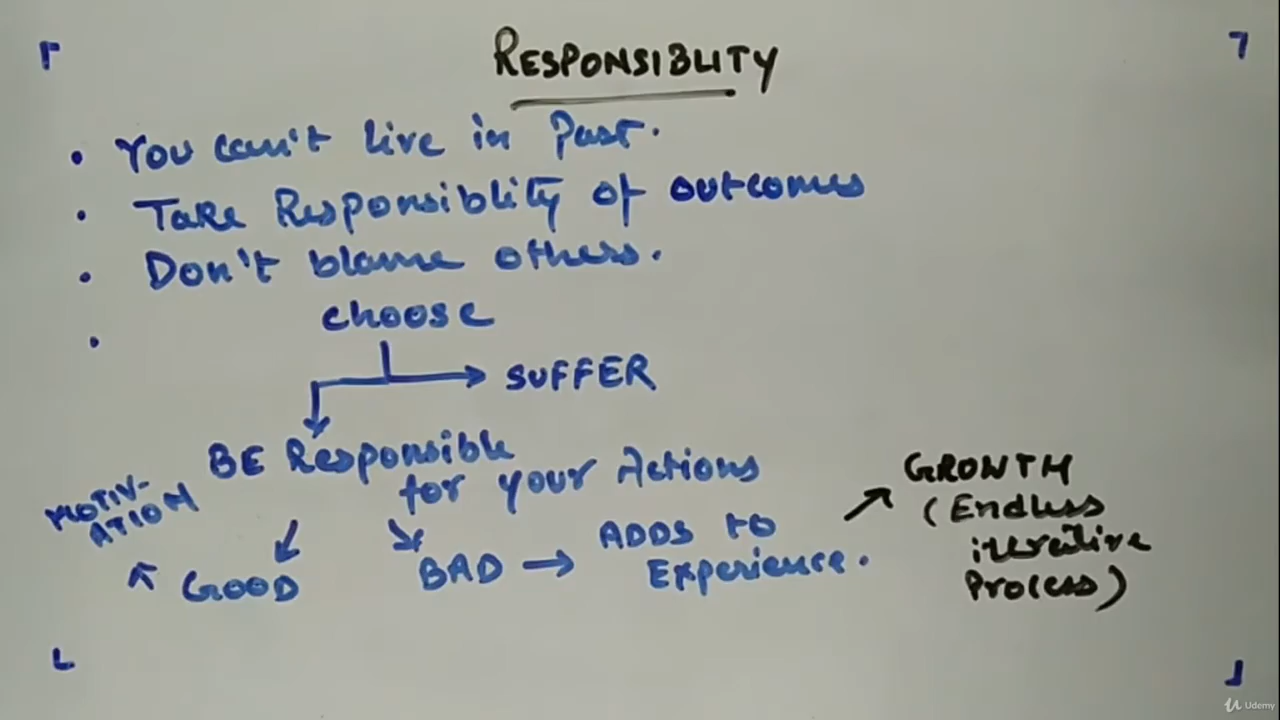 RESPONSIBLITY
• You can't live in Past.
• Take Responsiblity of outcomes
• Don't blame others.
•
choose
SUFFER
BE Responsible
for your Actions
MOTIV-
ATION
GOOD
BAD → ADDS to
Experience.
GROWTH
(Endless
iterative
Process)
Udemy